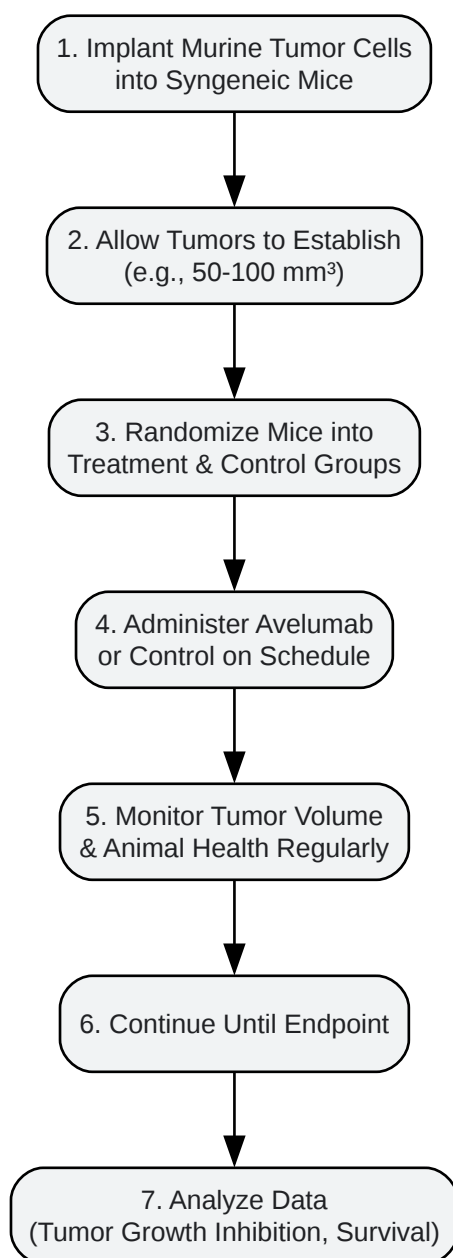 1. Implant Murine Tumor Cells
into Syngeneic Mice
2. Allow Tumors to Establish
(e.g., 50-100 mm³)
3. Randomize Mice into
Treatment & Control Groups
4. Administer Avelumab
or Control on Schedule
5. Monitor Tumor Volume
& Animal Health Regularly
6. Continue Until Endpoint
7. Analyze Data
(Tumor Growth Inhibition, Survival)